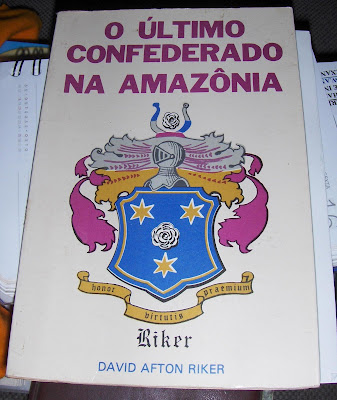 O ÚLTIMO
CONFEDERADO
NA AMAZÔNIA
honor virtutis praemium
Riker
DAVID AFTON RIKER